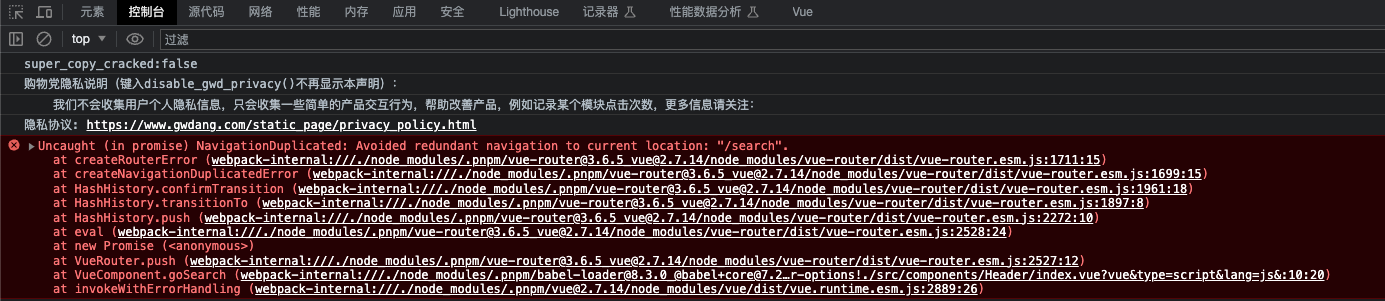 元素 控制台 源代码 网络 性能 内存 应用 安全 Lighthouse 记录器 性能数据分析 Vue
top 过滤
super_copy_cracked:false
购物党隐私说明（键入disable_gwd_privacy()不再显示本声明）:
我们不会收集用户个人隐私信息，只会收集一些简单的产品交互行为，帮助改善产品，例如记录某个模块点击次数，更多信息请关注:
隐私协议: https://www.gwdang.com/static_page/privacy_policy.html
Uncaught (in promise) NavigationDuplicated: Avoided redundant navigation to current location: "/search".
at createRouterError (webpack-internal:///./node_modules/.pnpm/vue-router@3.6.5_vue@2.7.14/node_modules/vue-router/dist/vue-router.esm.js:1711:15)
at createNavigationDuplicatedError (webpack-internal:///./node_modules/.pnpm/vue-router@3.6.5_vue@2.7.14/node_modules/vue-router/dist/vue-router.esm.js:1699:15)
at HashHistory.confirmTransition (webpack-internal:///./node_modules/.pnpm/vue-router@3.6.5_vue@2.7.14/node_modules/vue-router/dist/vue-router.esm.js:1961:18)
at HashHistory.transitionTo (webpack-internal:///./node_modules/.pnpm/vue-router@3.6.5_vue@2.7.14/node_modules/vue-router/dist/vue-router.esm.js:1897:8)
at HashHistory.push (webpack-internal:///./node_modules/.pnpm/vue-router@3.6.5_vue@2.7.14/node_modules/vue-router/dist/vue-router.esm.js:2272:10)
at eval (webpack-internal:///./node_modules/.pnpm/vue-router@3.6.5_vue@2.7.14/node_modules/vue-router/dist/vue-router.esm.js:2528:24)
at new Promise (<anonymous>)
at VueRouter.push (webpack-internal:///./node_modules/.pnpm/vue-router@3.6.5_vue@2.7.14/node_modules/vue-router/dist/vue-router.esm.js:2527:12)
at VueComponent.goSearch (webpack-internal:///./node_modules/.pnpm/babel-loader@8.3.0_@babel+core@7.2…r-options!./src/components/Header/index.vue?vue&type=script&lang=js&:10:20)
at invokeWithErrorHandling (webpack-internal:///./node_modules/.pnpm/vue@2.7.14/node_modules/vue/dist/vue.runtime.esm.js:2889:26)